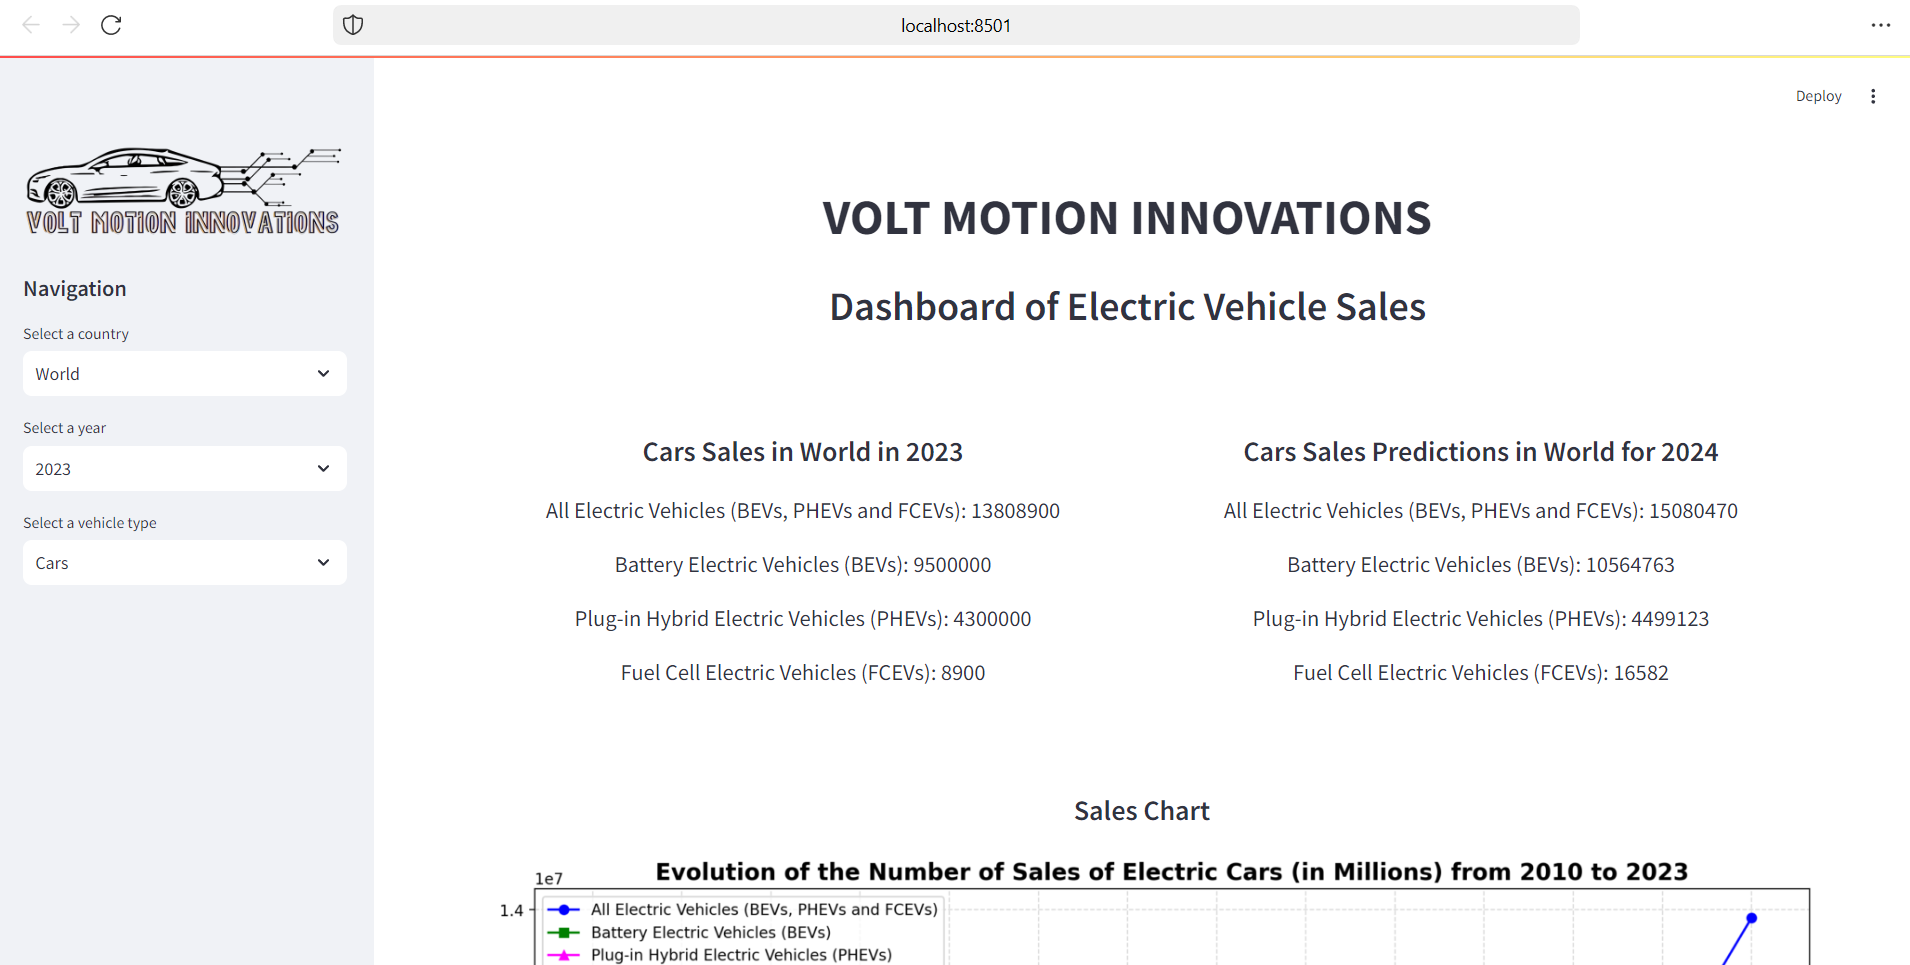 localhost:8501
Deploy
VOLT MOTION INNOVATIONS
Navigation
Select a country
World
Select a year
2023
Select a vehicle type
Cars
VOLT MOTION INNOVATIONS
Dashboard of Electric Vehicle Sales
Cars Sales in World in 2023
All Electric Vehicles (BEVs, PHEVs and FCEVs): 13808900
Battery Electric Vehicles (BEVs): 9500000
Plug-in Hybrid Electric Vehicles (PHEVs): 4300000
Fuel Cell Electric Vehicles (FCEVs): 8900
Cars Sales Predictions in World for 2024
All Electric Vehicles (BEVs, PHEVs and FCEVs): 15080470
Battery Electric Vehicles (BEVs): 10564763
Plug-in Hybrid Electric Vehicles (PHEVs): 4499123
Fuel Cell Electric Vehicles (FCEVs): 16582
Sales Chart
Evolution of the Number of Sales of Electric Cars (in Millions) from 2010 to 2023
1e7
1.4
All Electric Vehicles (BEVs, PHEVs and FCEVs)
Battery Electric Vehicles (BEVs)
Plug-in Hybrid Electric Vehicles (PHEVs)